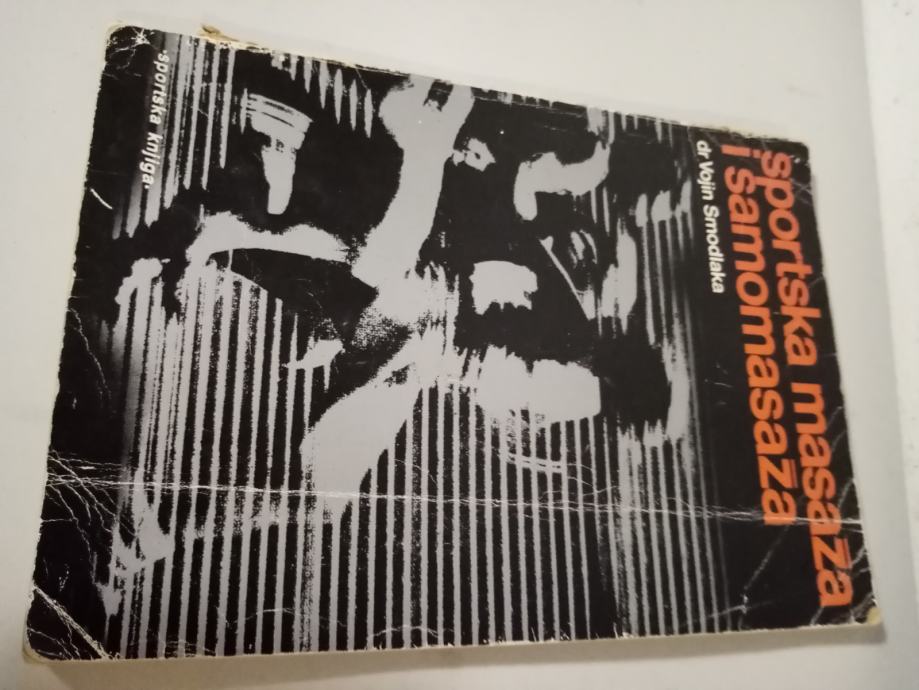 sportska masaža
i samomasaža
dr Vojin Smodlaka
·sportska knjiga·